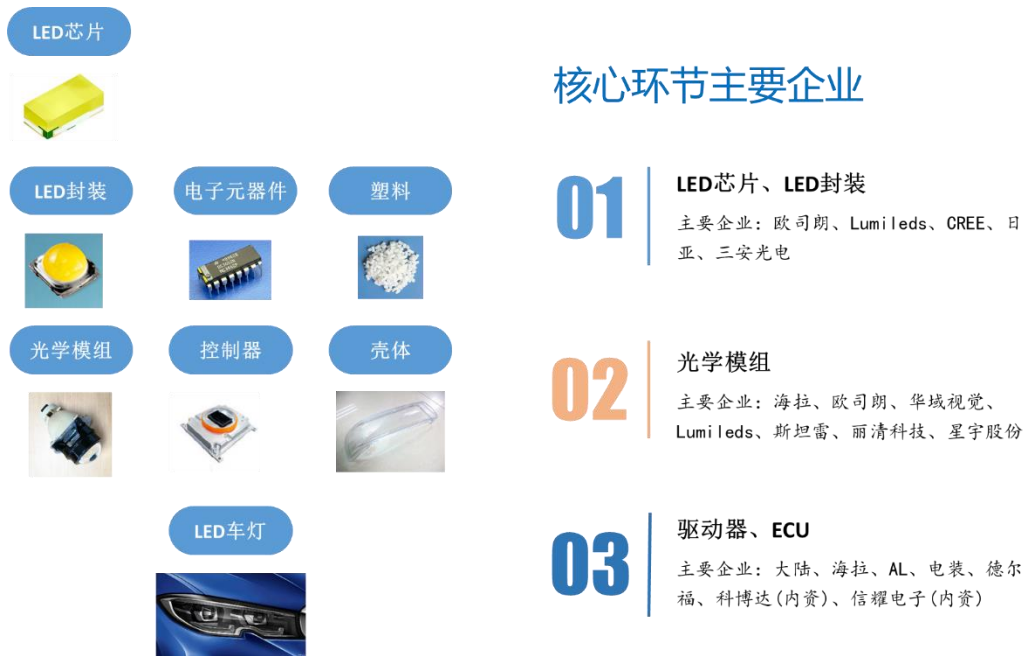 LED芯片
LED封装
电子元器件
塑料
光学模组
控制器
壳体
LED车灯
核心环节主要企业
01
LED芯片、LED封装
主要企业：欧司朗、Lumileds、CREE、日
亚、三安光电
02
光学模组
主要企业：海拉、欧司朗、华域视觉、
Lumileds、斯坦雷、丽清科技、星宇股份
03
驱动器、ECU
主要企业：大陆、海拉、AL、电装、德尔
福、科博达(内资)、信耀电子(内资)